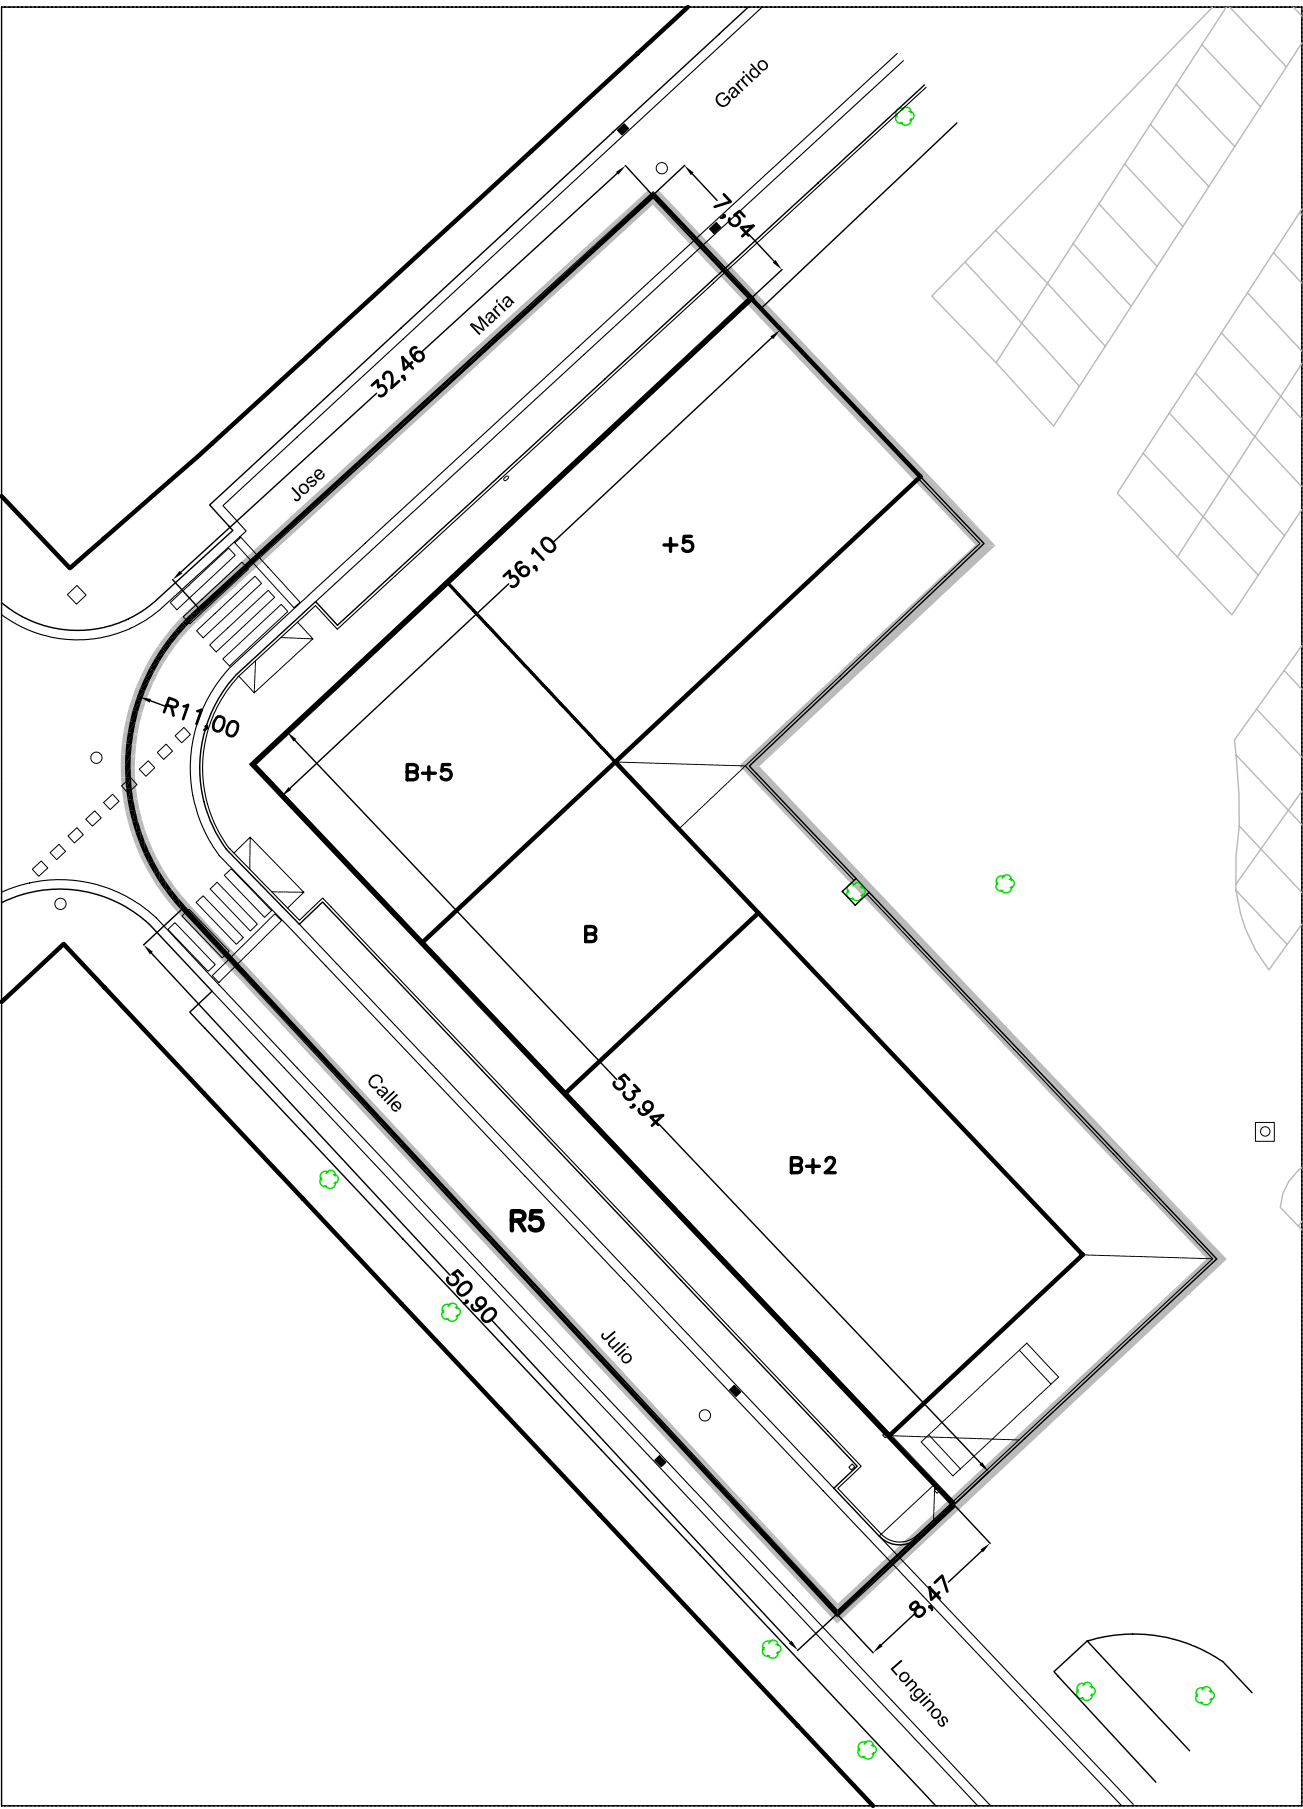 Garrido
7,54
María
32,46
Jose
36,10
+5
R11,00
B+5
B
53,94
Calle
B+2
R5
50,90
Julio
8,47
Longinos